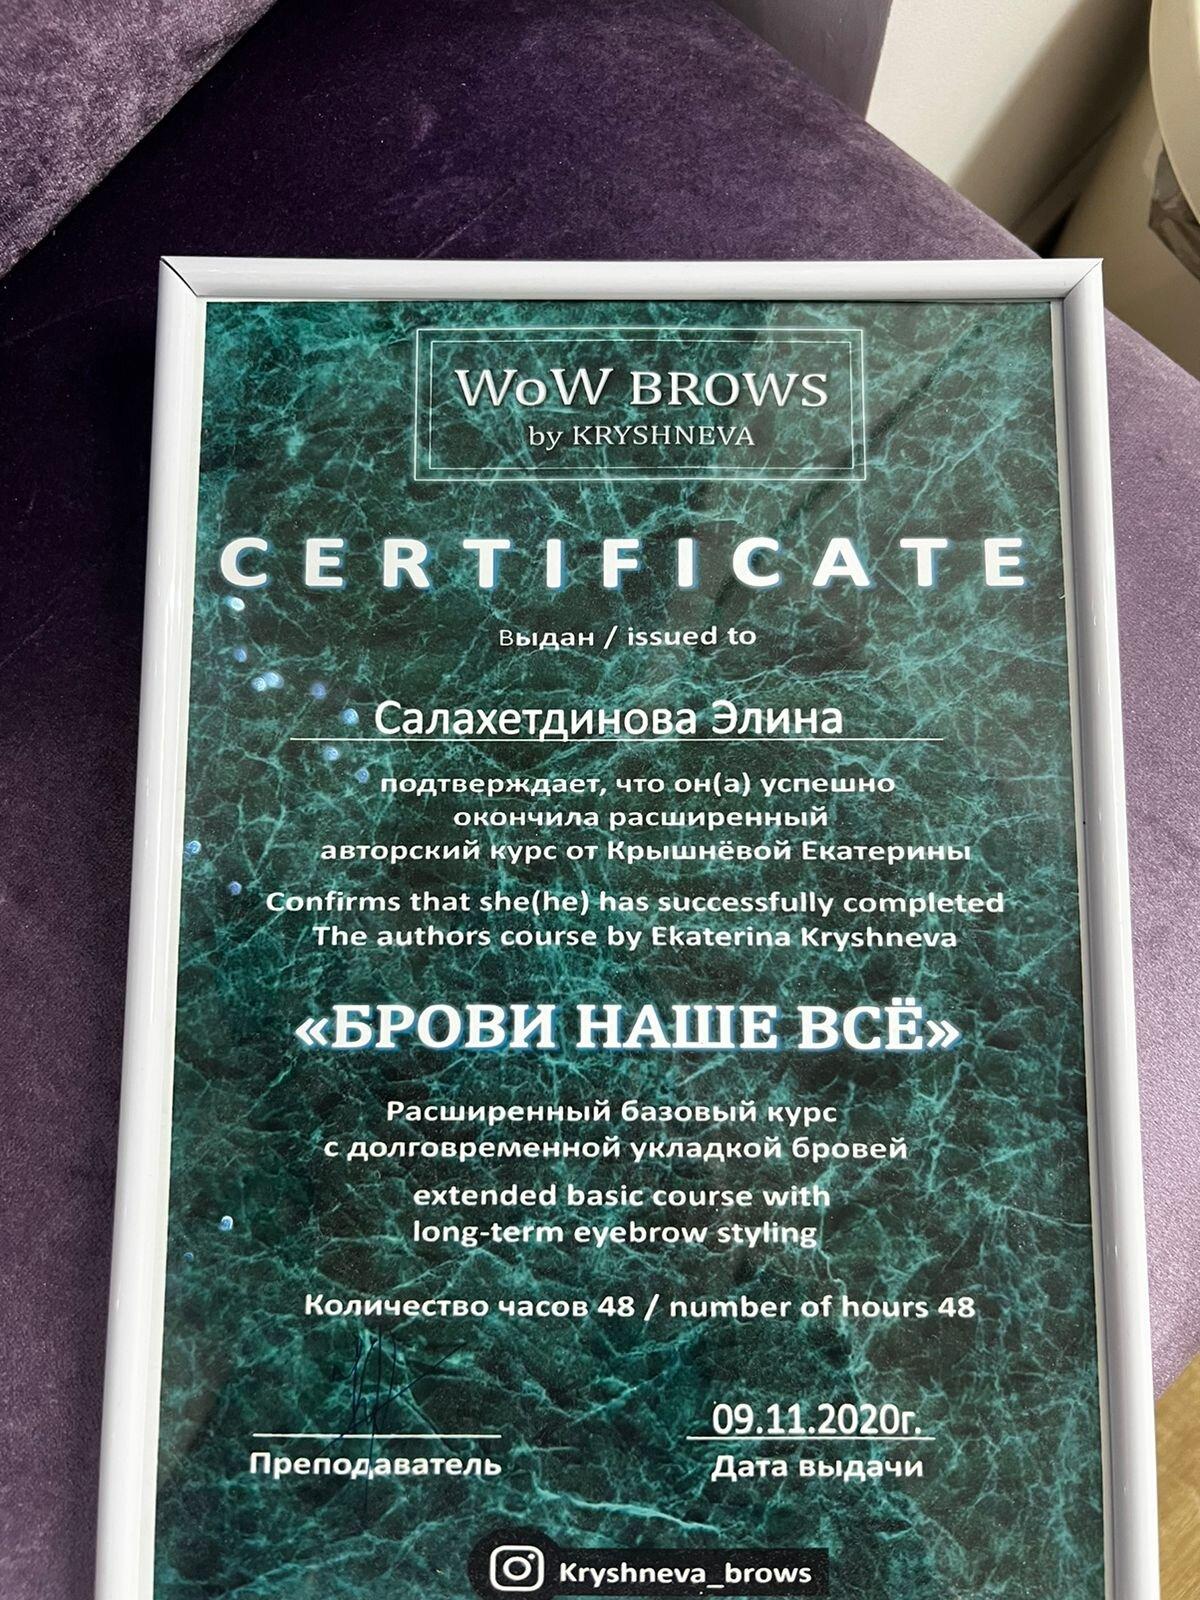 WoW BROWS
by KRYSHNEVA
CERTIFICATE
Выдан / issued to
Салахетдинова Элина
подтверждает, что он(а) успешно
окончила расширенный
авторский курс от Крышнёвой Екатерины
Confirms that she(he) has successfully completed
The authors course by Ekaterina Kryshneva
«БРОВИ НАШЕ ВСЁ»
Расширенный базовый курс
с долговременной укладкой бровей
extended basic course with
long-term eyebrow styling
Количество часов 48 / number of hours 48
09.11.2020г.
Преподаватель Дата выдачи
Kryshneva_brows